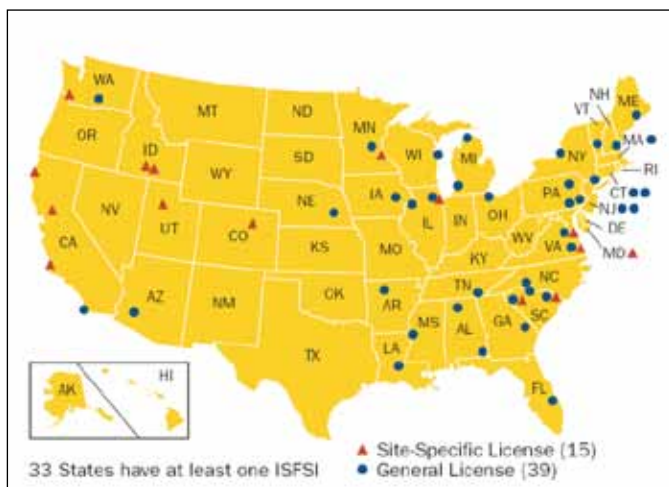 WA
MT
ND
MN
VT
NH
ME
OR
ID
SD
WI
MI
NY
MA
WY
RI
NE
IA
PA
CT
NV
UT
IL
IN
OH
NJ
CO
DE
CA
KS
MO
WV
VA
MD
KY
AZ
NM
OK
AR
TN
NC
SC
MS
AL
GA
TX
LA
HI
AK
FL
Site-Specific License (15)
33 States have at least one ISFSI
General License (39)